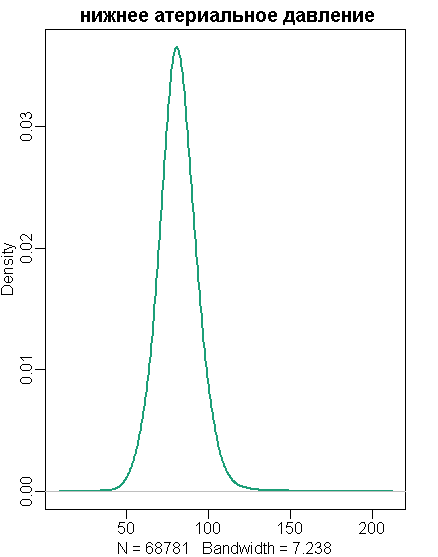 нижнее атериальное давление
Density
0.03
0.02
0.01
0.00
50 100 150 200
N = 68781 Bandwidth = 7.238